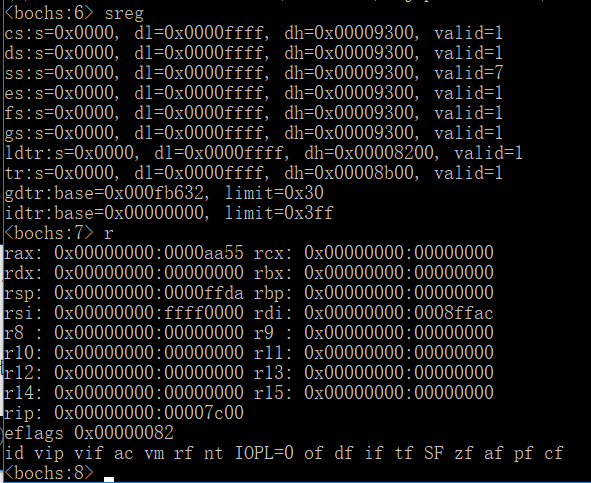 <bochs:6> sreg
cs:s=0x0000, dl=0x0000ffff, dh=0x00009300, valid=1
ds:s=0x0000, dl=0x0000ffff, dh=0x00009300, valid=1
ss:s=0x0000, dl=0x0000ffff, dh=0x00009300, valid=7
es:s=0x0000, dl=0x0000ffff, dh=0x00009300, valid=1
fs:s=0x0000, dl=0x0000ffff, dh=0x00009300, valid=1
gs:s=0x0000, dl=0x0000ffff, dh=0x00009300, valid=1
ldtr:s=0x0000, dl=0x0000ffff, dh=0x00008200, valid=1
tr:s=0x0000, dl=0x0000ffff, dh=0x00008b00, valid=1
gdtr:base=0x000fb632, limit=0x30
idtr:base=0x00000000, limit=0x3ff
<bochs:7> r
rax: 0x00000000:0000aa55 rcx: 0x00000000:00000000
rdx: 0x00000000:00000000 rbx: 0x00000000:00000000
rsp: 0x00000000:0000ffda rbp: 0x00000000:00000000
rsi: 0x00000000:ffff0000 rdi: 0x00000000:0008ffac
r8 : 0x00000000:00000000 r9 : 0x00000000:00000000
r10: 0x00000000:00000000 r11: 0x00000000:00000000
r12: 0x00000000:00000000 r13: 0x00000000:00000000
r14: 0x00000000:00000000 r15: 0x00000000:00000000
rip: 0x00000000:00007c00
eflags 0x00000082
id vip vif ac vm rf nt IOPL=0 of df if tf SF zf af pf cf
<bochs:8>